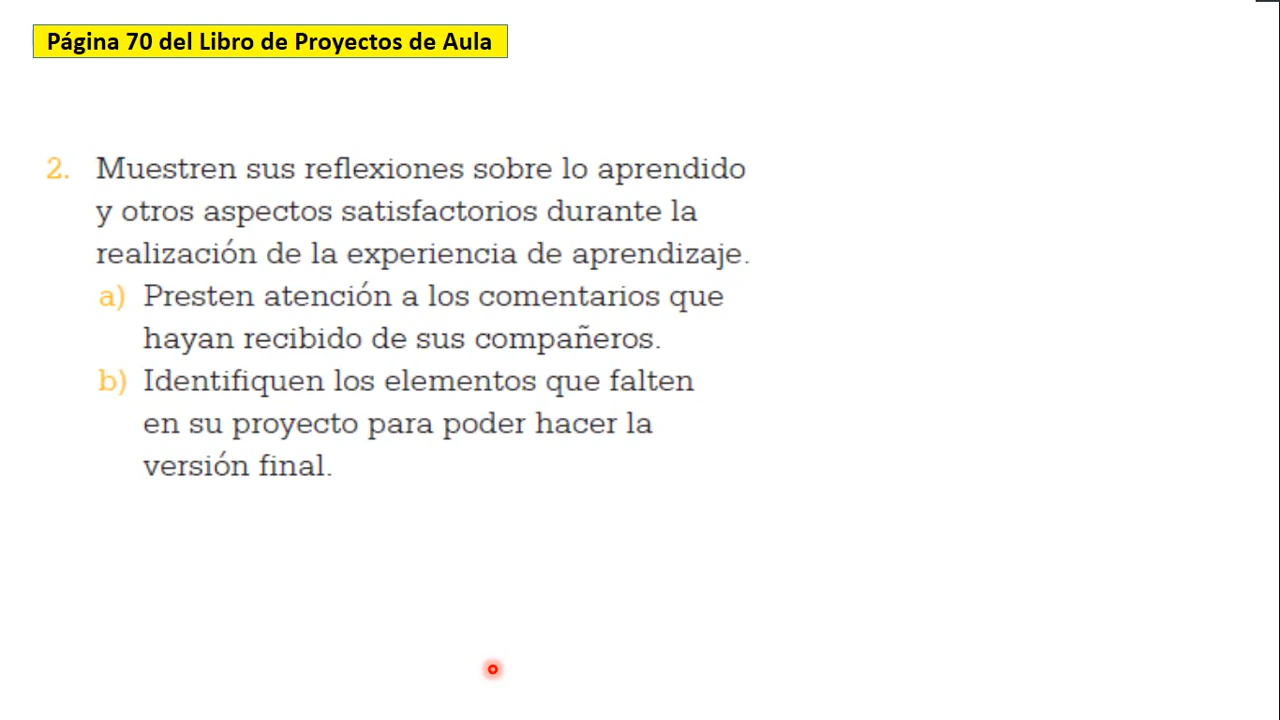 Página 70 del Libro de Proyectos de Aula
2. Muestren sus reflexiones sobre lo aprendido
y otros aspectos satisfactorios durante la
realización de la experiencia de aprendizaje.
a) Presten atención a los comentarios que
hayan recibido de sus compañeros.
b) Identifiquen los elementos que falten
en su proyecto para poder hacer la
versión final.